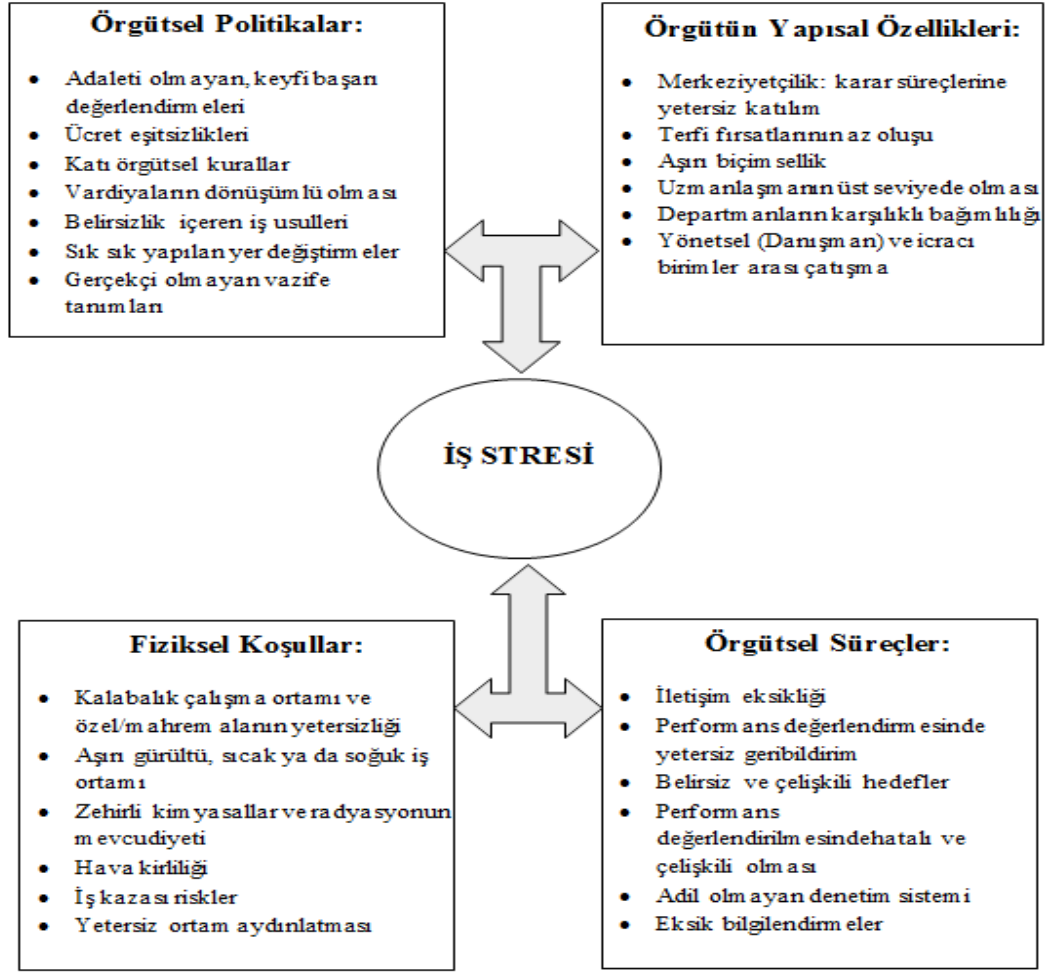 Örgütsel Politikalar:
• Adaleti olmayan, keyfi başarı
değerlendirmeleri
• Ücret eşitsizlikleri
• Katı örgütsel kurallar
• Vardiyaların dönüşümlü olması
• Belirsizlik içeren iş usulleri
• Sık sık yapılan yer değiştirmeler
• Gerçekçi olmayan vazife
tanımları
Örgütün Yapısal Özellikleri:
• Merkeziyetçilik: karar süreçlerine
yetersiz katılım
• Terfi fırsatlarının az oluşu
• Aşırı biçimsellik
• Uzmanlaşmanın üst seviyede olması
• Departmanların karşılıklı bağımlılığı
• Yönetsel (Danışman) ve icracı
birimler arası çatışma
İŞ STRESİ
Fiziksel Koşullar:
• Kalabalık çalışma ortamı ve
özel/mahrem alanın yetersizliği
• Aşırı gürültü, sıcak ya da soğuk iş
ortamı
• Zehirli kimyasallar ve radyasyonun
mevcudiyeti
• Hava kirliliği
• İş kazası riskler
• Yetersiz ortam aydınlatması
Örgütsel Süreçler:
• İletişim eksikliği
• Performans değerlendirmesinde
yetersiz geribildirim
• Belirsiz ve çelişkili hedefler
• Performans
değerlendirilmesindehatalı ve
çelişkili olması
• Adil olmayan denetim sistemi
• Eksik bilgilendirmeler